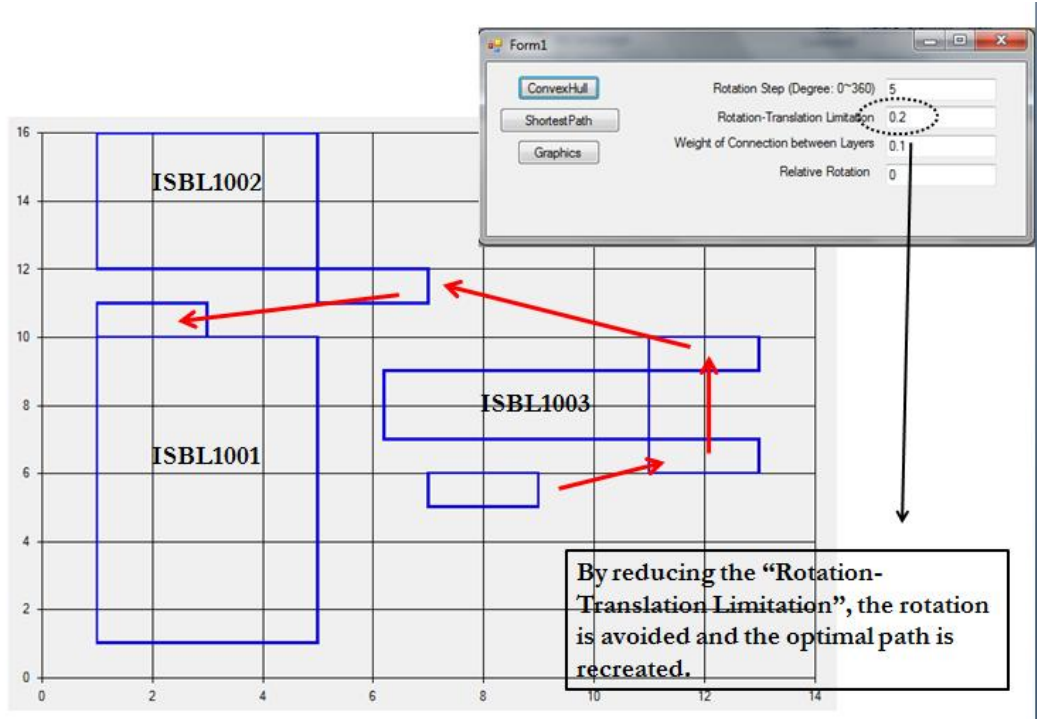 Form1
ConvexHull
Rotation Step (Degree: 0~360) 5
ShortestPath
Rotation-Translation Limitation 0.2
Graphics
Weight of Connection between Layers 0.1
Relative Rotation 0
16
14
12
10
8
6
4
2
0
ISBL1002
ISBL1003
ISBL1001
0 2 4 6 8 10 12 14
By reducing the “Rotation-
Translation Limitation”, the rotation
is avoided and the optimal path is
recreated.